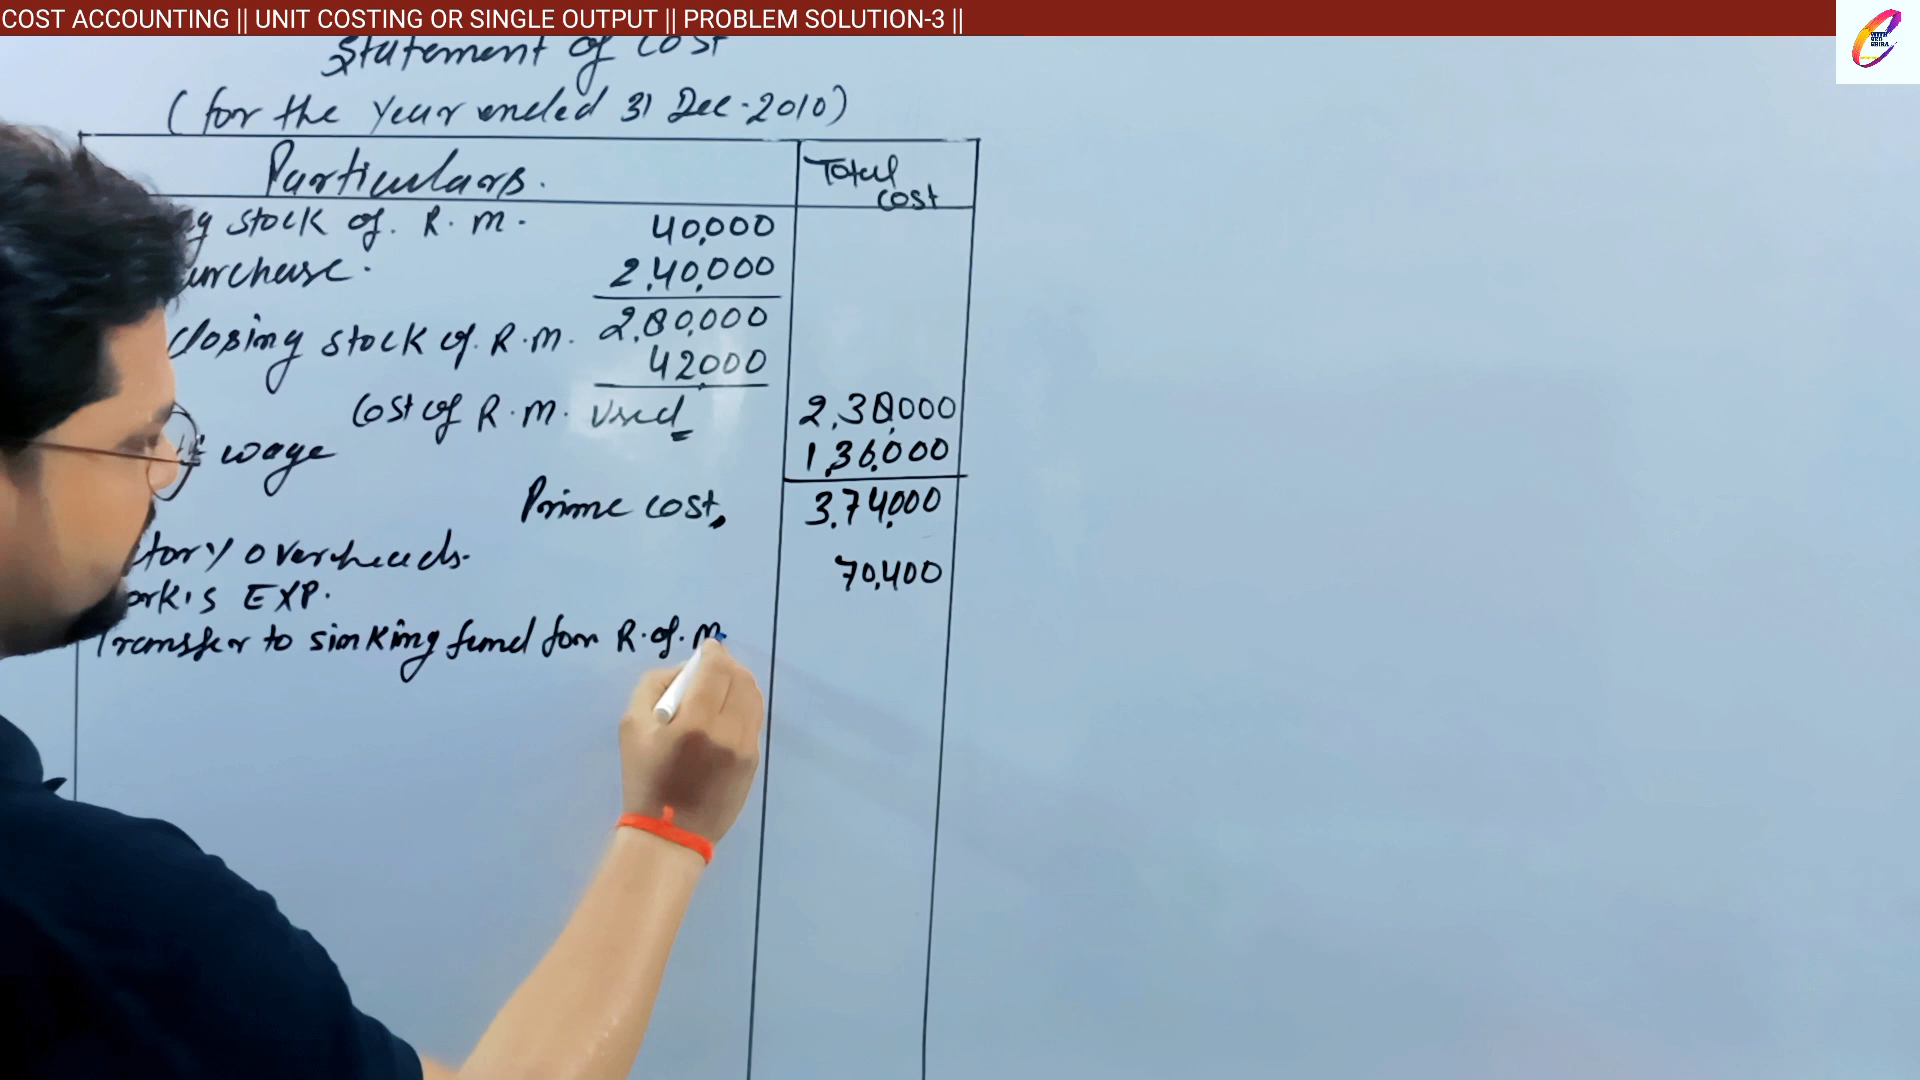 COST ACCOUNTING || UNIT COSTING OR SINGLE OUTPUT || PROBLEM SOLUTION-3 ||
Statement of Cost
(for the Year ended 31 Dec-2010)
Particulars. Total cost
stock of. R.M. 40,000
2,40,000
2,80,000
closing stock of. R.M. 42000
Cost of R.M. Used 2,38,000
wage 1,36,000
Prime cost, 3,74,000
overheads. 70,400
EXP.
Transfer to sinking fund for R.of.M